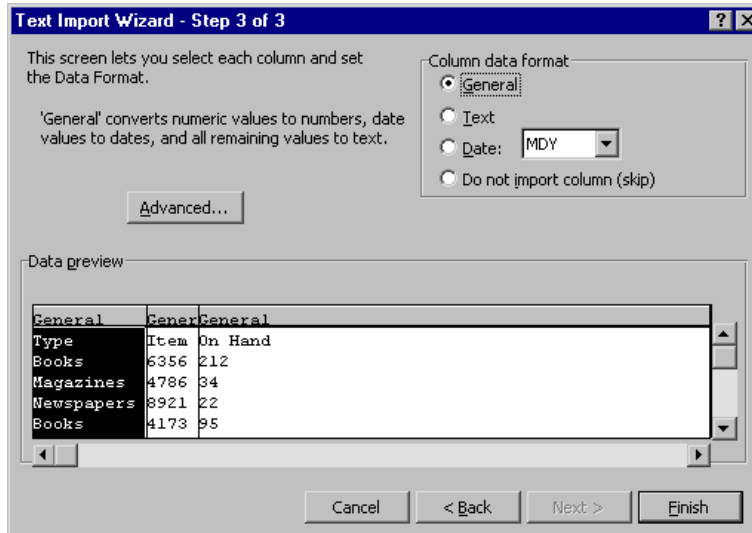 Text Import Wizard - Step 3 of 3
This screen lets you select each column and set
the Data Format.
'General' converts numeric values to numbers, date
values to dates, and all remaining values to text.
Advanced...
Column data format
General
Text
Date: MDY
Do not import column (skip)
Data preview
General Gener General
Type Item On Hand
Books 6356 212
Magazines 4786 34
Newspapers 8921 22
Books 4173 95
Cancel < Back Next > Finish